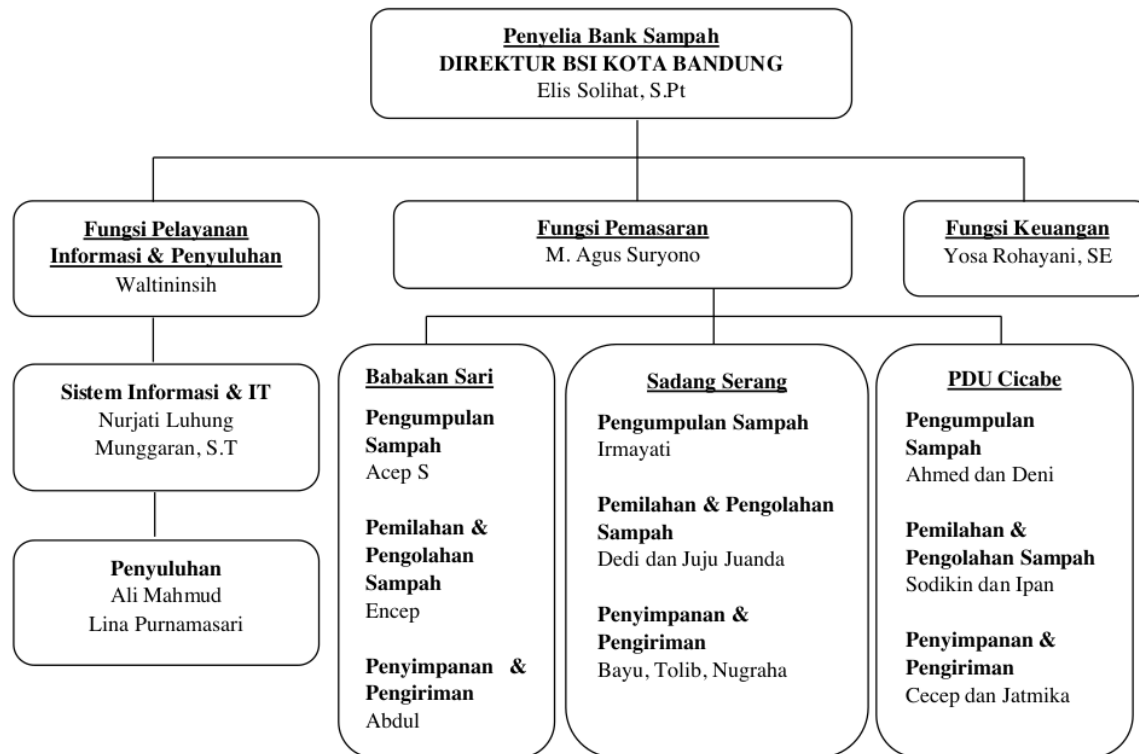 Penyelia Bank Sampah
DIREKTUR BSI KOTA BANDUNG
Elis Solihat, S.Pt
Fungsi Pelayanan
Informasi & Penyuluhan
Waltininsih
Fungsi Pemasaran
M. Agus Suryono
Fungsi Keuangan
Yosa Rohayani, SE
Sistem Informasi & IT
Nurjati Luhung
Munggaran, S.T
Penyuluhan
Ali Mahmud
Lina Purnamasari
Babakan Sari
Pengumpulan
Sampah
Acep S
Pemilahan &
Pengolahan
Sampah
Encep
Penyimpanan &
Pengiriman
Abdul
Sadang Serang
Pengumpulan Sampah
Irmayati
Pemilahan & Pengolahan
Sampah
Dedi dan Juju Juanda
Penyimpanan &
Pengiriman
Bayu, Tolib, Nugraha
PDU Cicabe
Pengumpulan
Sampah
Ahmed dan Deni
Pemilahan &
Pengolahan Sampah
Sodikin dan Ipan
Penyimpanan &
Pengiriman
Cecep dan Jatmika